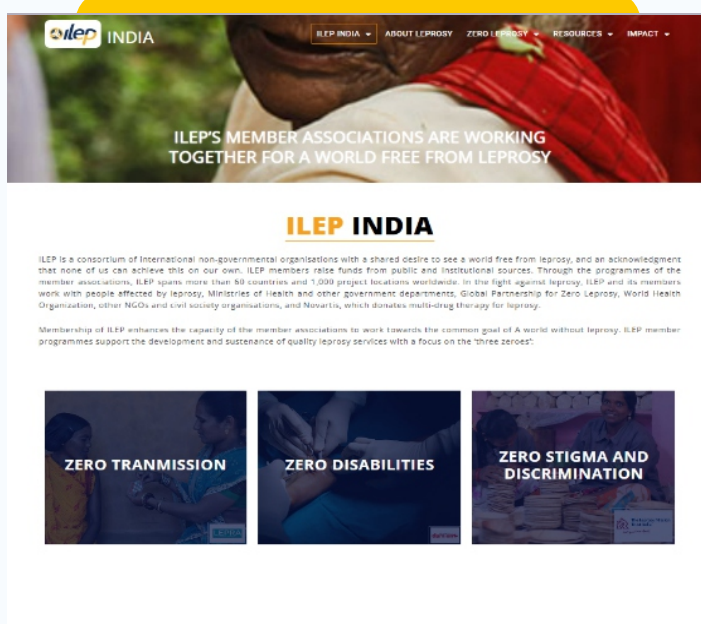 ilep INDIA
ILEP INDIA ABOUT LEPROSY ZERO LEPROSY RESOURCES IMPACT
ILEP'S MEMBER ASSOCIATIONS ARE WORKING
TOGETHER FOR A WORLD FREE FROM LEPROSY
ILEP INDIA
ILEP is a consortium of international non-governmental organisations with a shared desire to see a world free from leprosy, and an acknowledgment
that none of us can achieve this on our own. ILEP members raise funds from public and institutional sources. Through the programmes of the
member associations, ILEP spans more than 60 countries and 1,000 project locations worldwide. In the fight against leprosy, ILEP and its members
work with people affected by leprosy, Ministries of Health and other government departments, Global Partnership for Zero Leprosy, World Health
Organization, other NGOs and civil society organisations, and Novartis, which donates multi-drug therapy for leprosy.
Membership of ILEP enhances the capacity of the member associations to work towards the common goal of A world without leprosy. ILEP member
programmes support the development and sustenance of quality leprosy services with a focus on the 'three zeroes':
ZERO TRANMISSION
ZERO DISABILITIES
ZERO STIGMA AND
DISCRIMINATION
LEPRA